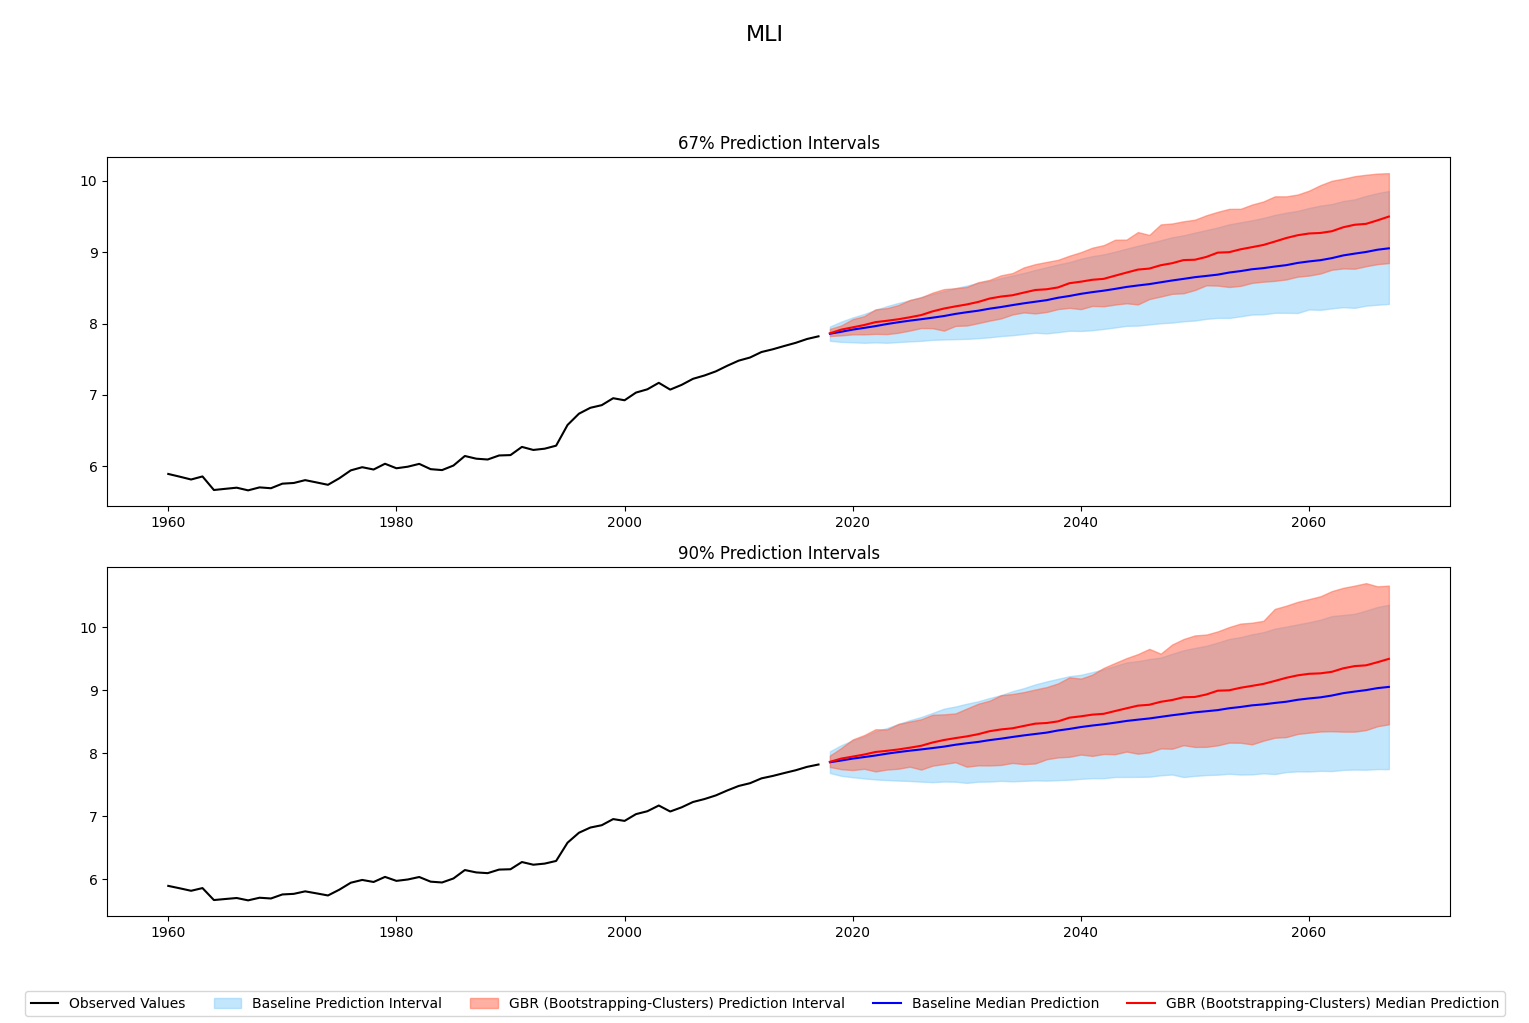 MLI
67% Prediction Intervals
10
9
8
7
6
1960 1980 2000 2020 2040 2060
90% Prediction Intervals
10
9
8
7
6
1960 1980 2000 2020 2040 2060
Observed Values Baseline Prediction Interval GBR (Bootstrapping-Clusters) Prediction Interval Baseline Median Prediction GBR (Bootstrapping-Clusters) Median Prediction